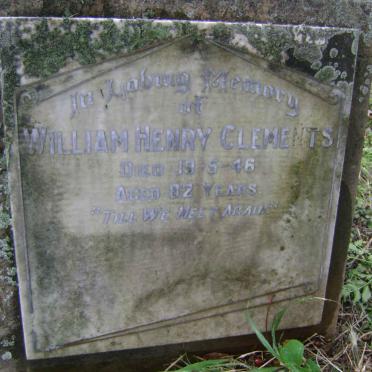 In Loving Memory
of
WILLIAM HENRY CLEMENTS
DIED 19-5-46
AGED 82 YEARS
"TILL WE MEET AGAIN"